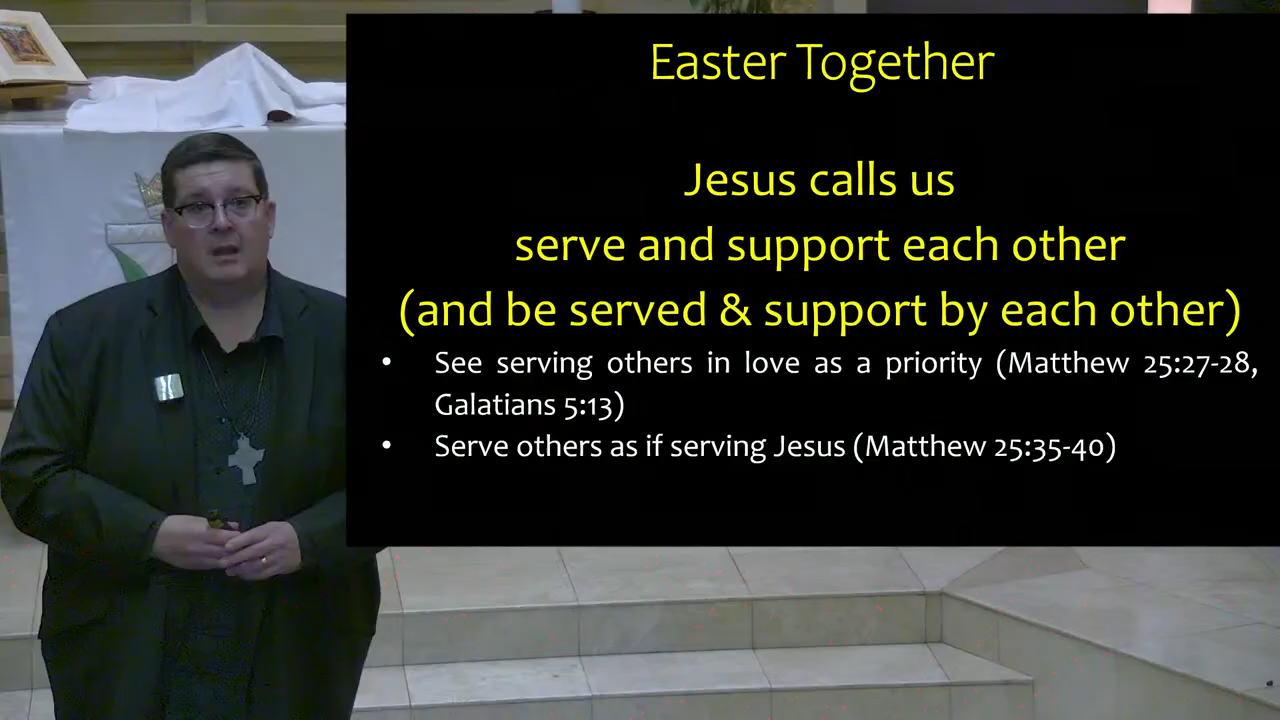 Easter Together
Jesus calls us
serve and support each other
(and be served & support by each other)
• See serving others in love as a priority (Matthew 25:27-28,
Galatians 5:13)
• Serve others as if serving Jesus (Matthew 25:35-40)